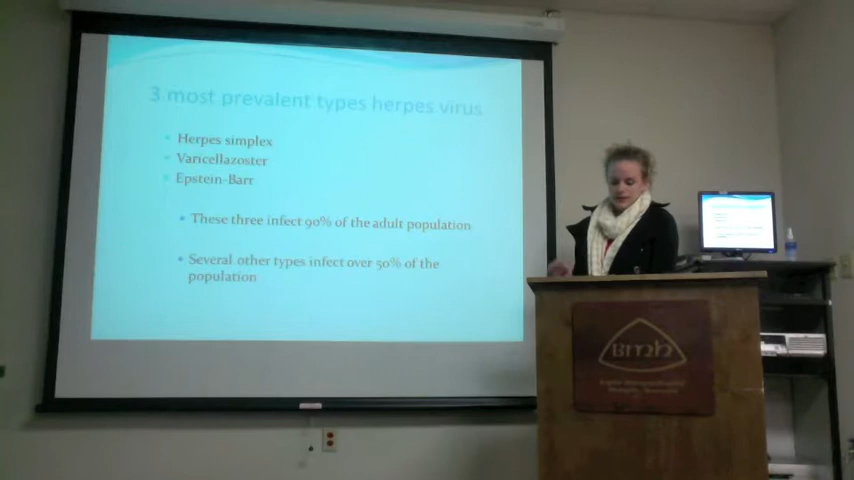 3 most prevalent types herpes virus
Herpes simplex
Varicellazoster
Epstein-Barr
These three infect 90% of the adult population
Several other types infect over 50% of the
population
Bmh